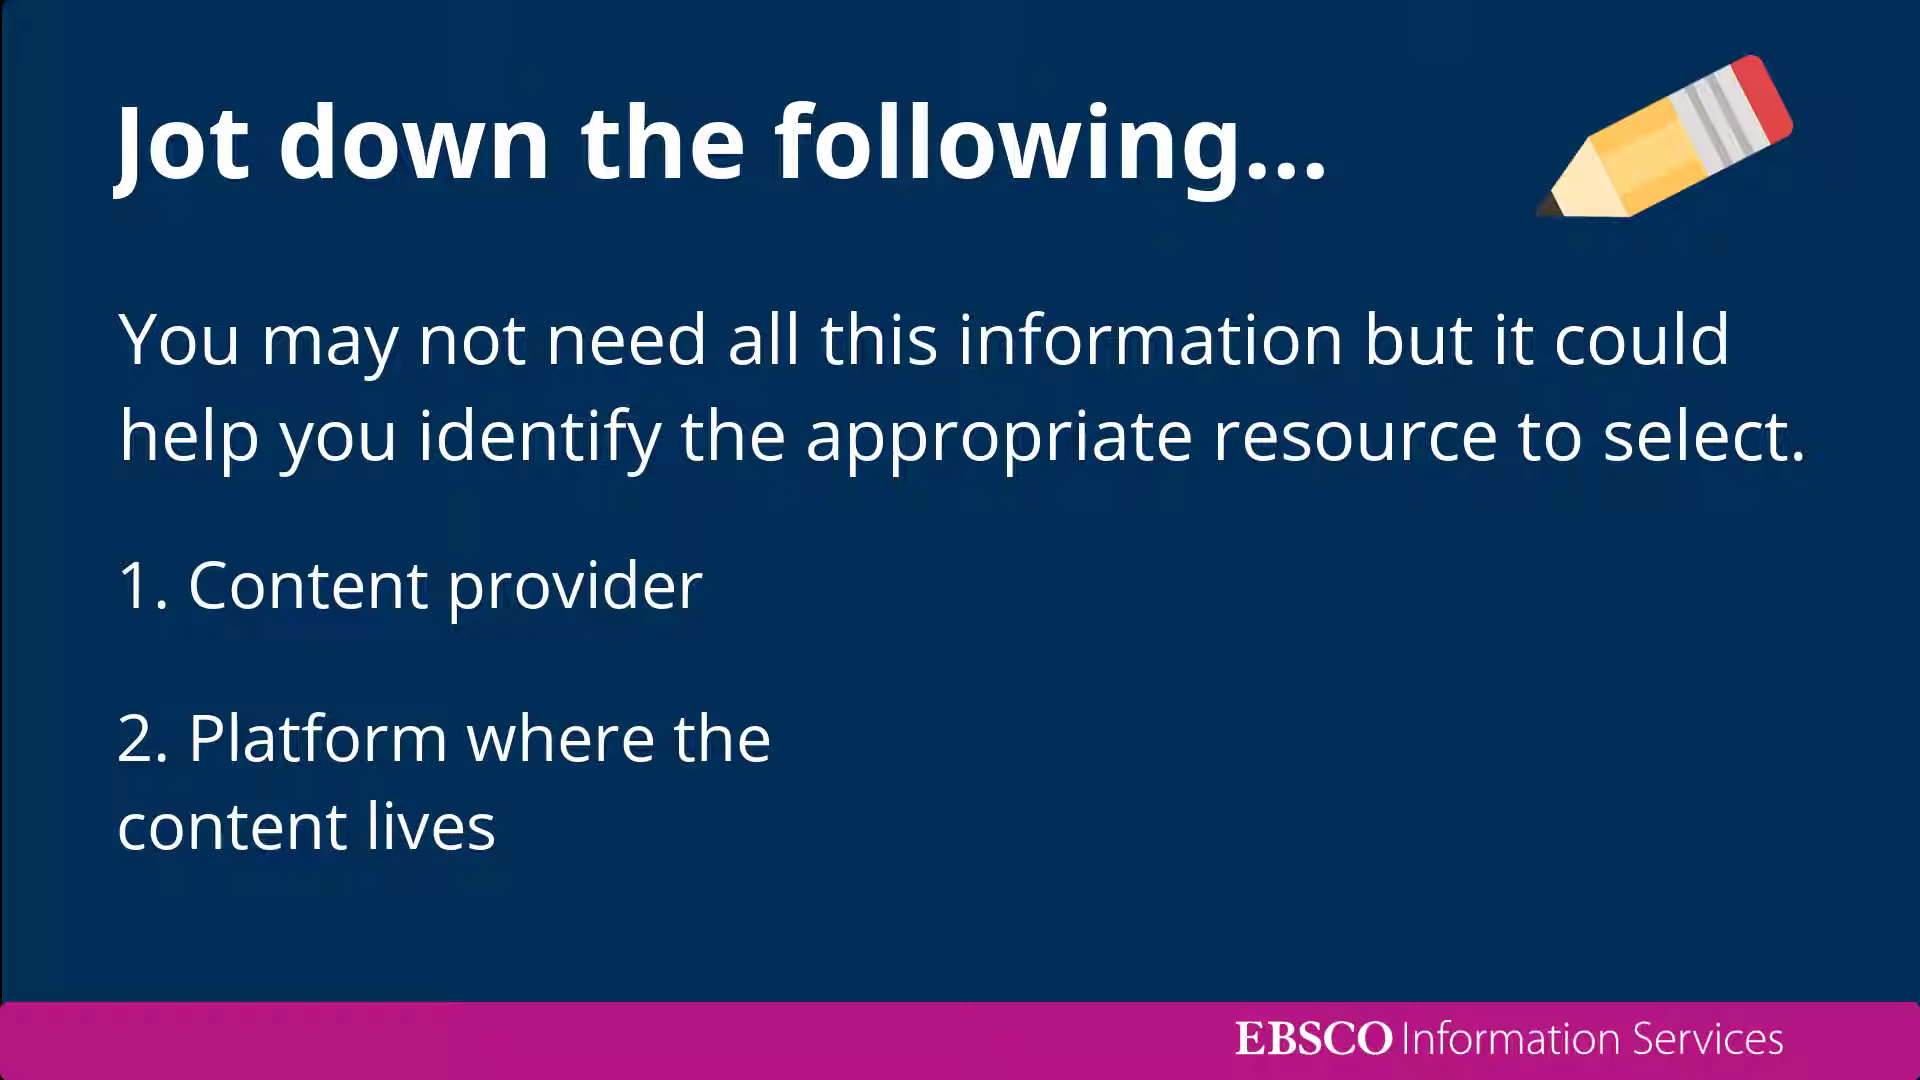 Jot down the following...
You may not need all this information but it could
help you identify the appropriate resource to select.
1. Content provider
2. Platform where the
content lives
EBSCO Information Services